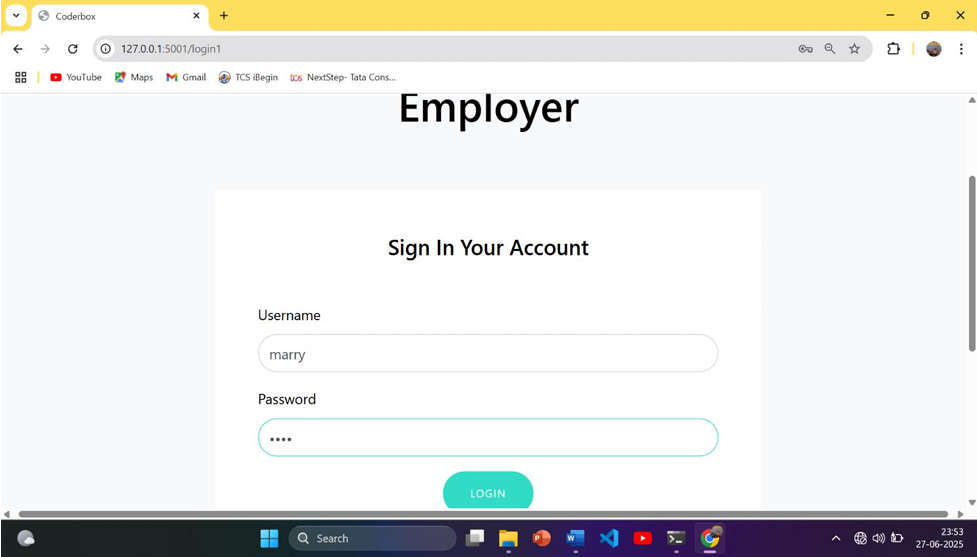 Coderbox
127.0.0.1:5001/login1
YouTube Maps Gmail TCS iBegin tcs NextStep- Tata Cons...
Employer
Sign In Your Account
Username
marry
Password
••••
LOGIN
Search
23:53
27-06-2025